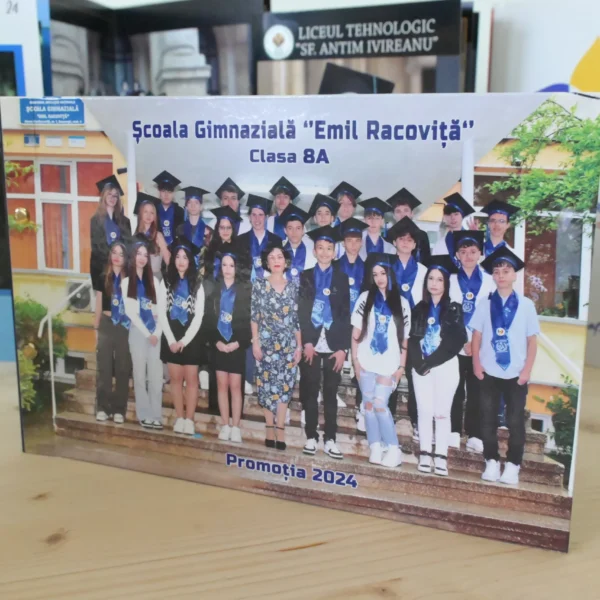 24
LICEUL TEHNOLOGIC
"SF. ANTIM IVIREANU"
ȘCOALA GIMNAZIALĂ
"EMIL RACOVIȚĂ"
Școala Gimnazială "Emil Racoviță"
Clasa 8A
Promoția 2024